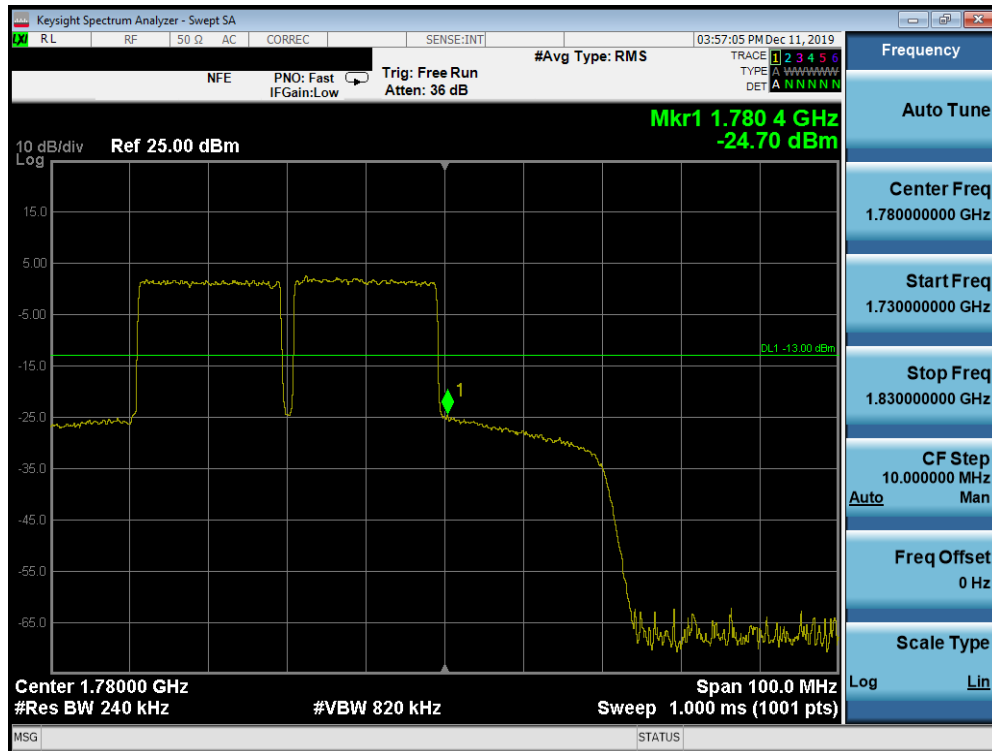 Keysight Spectrum Analyzer - Swept SA
LXI RL RF 50 Ω AC CORREC SENSE:INT 03:57:05 PM Dec 11, 2019
#Avg Type: RMS
TRACE 1 2 3 4 5 6
TYPE A WWWWW
DET A N N N N N
NFE
PNO: Fast
IFGain:Low
Trig: Free Run
Atten: 36 dB
Mkr1 1.780 4 GHz
-24.70 dBm
10 dB/div Ref 25.00 dBm
Log
15.0
5.00
-5.00
DL1 -13.00 dBm
-15.0
1
-25.0
-35.0
-45.0
-55.0
-65.0
Center 1.78000 GHz Span 100.0 MHz
#Res BW 240 kHz #VBW 820 kHz Sweep 1.000 ms (1001 pts)
MSG STATUS
Frequency
Auto Tune
Center Freq
1.780000000 GHz
Start Freq
1.730000000 GHz
Stop Freq
1.830000000 GHz
CF Step
10.000000 MHz
Auto Man
Freq Offset
0 Hz
Scale Type
Log Lin